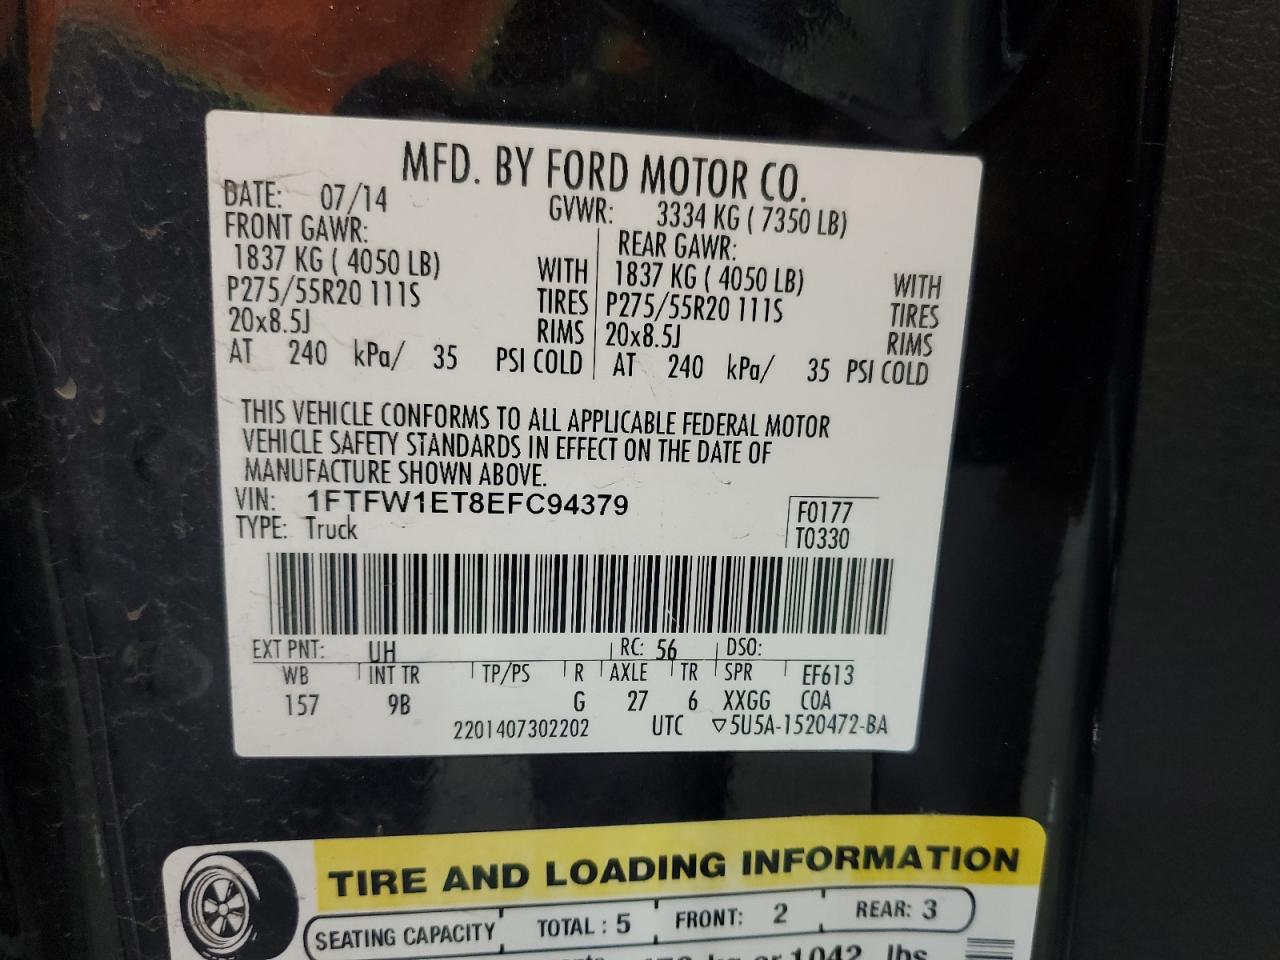 MFD. BY FORD MOTOR CO.
DATE: 07/14 GVWR: 3334 KG ( 7350 LB)
FRONT GAWR: REAR GAWR:
1837 KG ( 4050 LB) WITH 1837 KG ( 4050 LB) WITH
P275/55R20 111S TIRES P275/55R20 111S TIRES
20x8.5J RIMS 20x8.5J RIMS
AT 240 kPa/ 35 PSI COLD AT 240 kPa/ 35 PSI COLD
THIS VEHICLE CONFORMS TO ALL APPLICABLE FEDERAL MOTOR
VEHICLE SAFETY STANDARDS IN EFFECT ON THE DATE OF
MANUFACTURE SHOWN ABOVE.
VIN: 1FTFW1ET8EFC94379 F0177
TYPE: Truck T0330
EXT PNT: UH RC: 56 DSO:
WB INT TR TP/PS R AXLE TR SPR EF613
157 9B G 27 6 XXGG COA
2201407302202 UTC ▽5U5A-1520472-BA
TIRE AND LOADING INFORMATION
SEATING CAPACITY TOTAL : 5 FRONT: 2 REAR: 3
kg or 1042 lbs